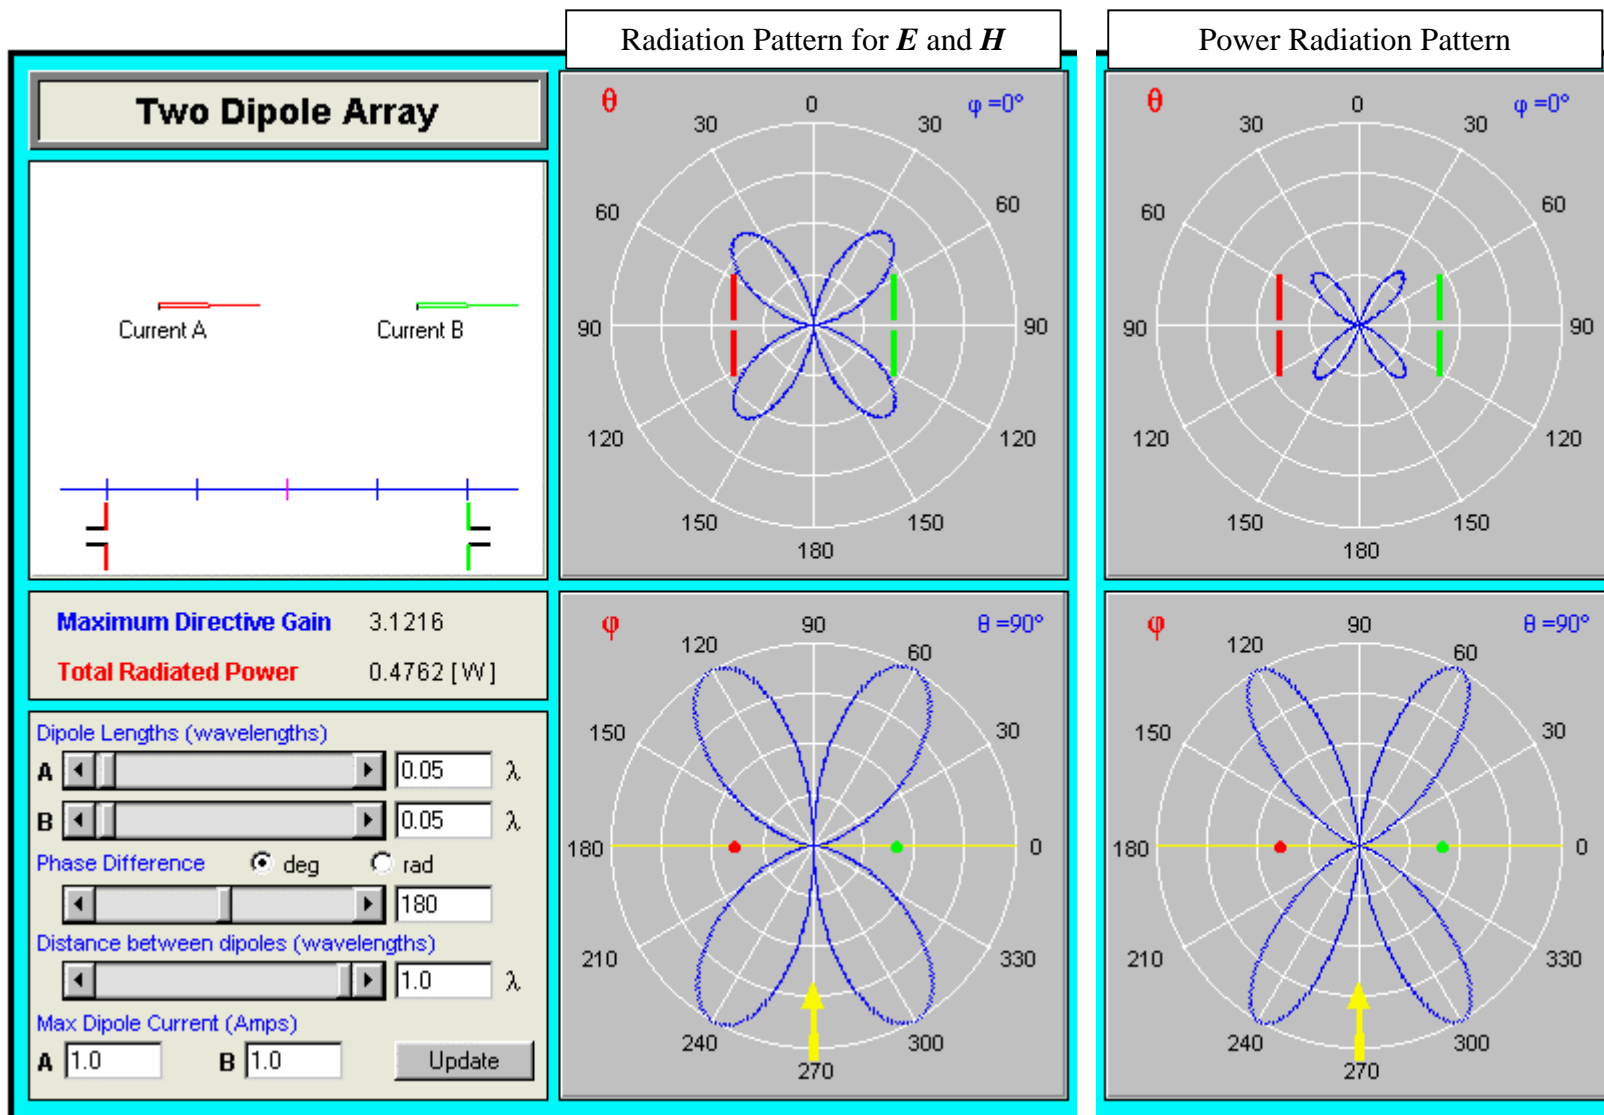 Radiation Pattern for E and H
Power Radiation Pattern
Two Dipole Array
Current A
Current B
Maximum Directive Gain 3.1216
Total Radiated Power 0.4762 [W]
Dipole Lengths (wavelengths)
A 0.05 λ
B 0.05 λ
Phase Difference deg rad
180
Distance between dipoles (wavelengths)
1.0 λ
Max Dipole Current (Amps)
A 1.0 B 1.0 Update
θ 0 φ =0°
30 30
60 60
90 90
120 120
150 150
180
φ 90 θ =90°
120 60
150 30
180 0
210 330
240 300
270
θ 0 φ =0°
30 30
60 60
90 90
120 120
150 150
180
φ 90 θ =90°
120 60
150 30
180 0
210 330
240 300
270